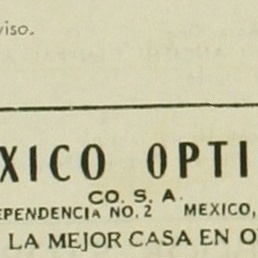 viso.
XICO OPTI
CO. S. A.
EPENDENCIA NO. 2 MEXICO,
LA MEJOR CASA EN O